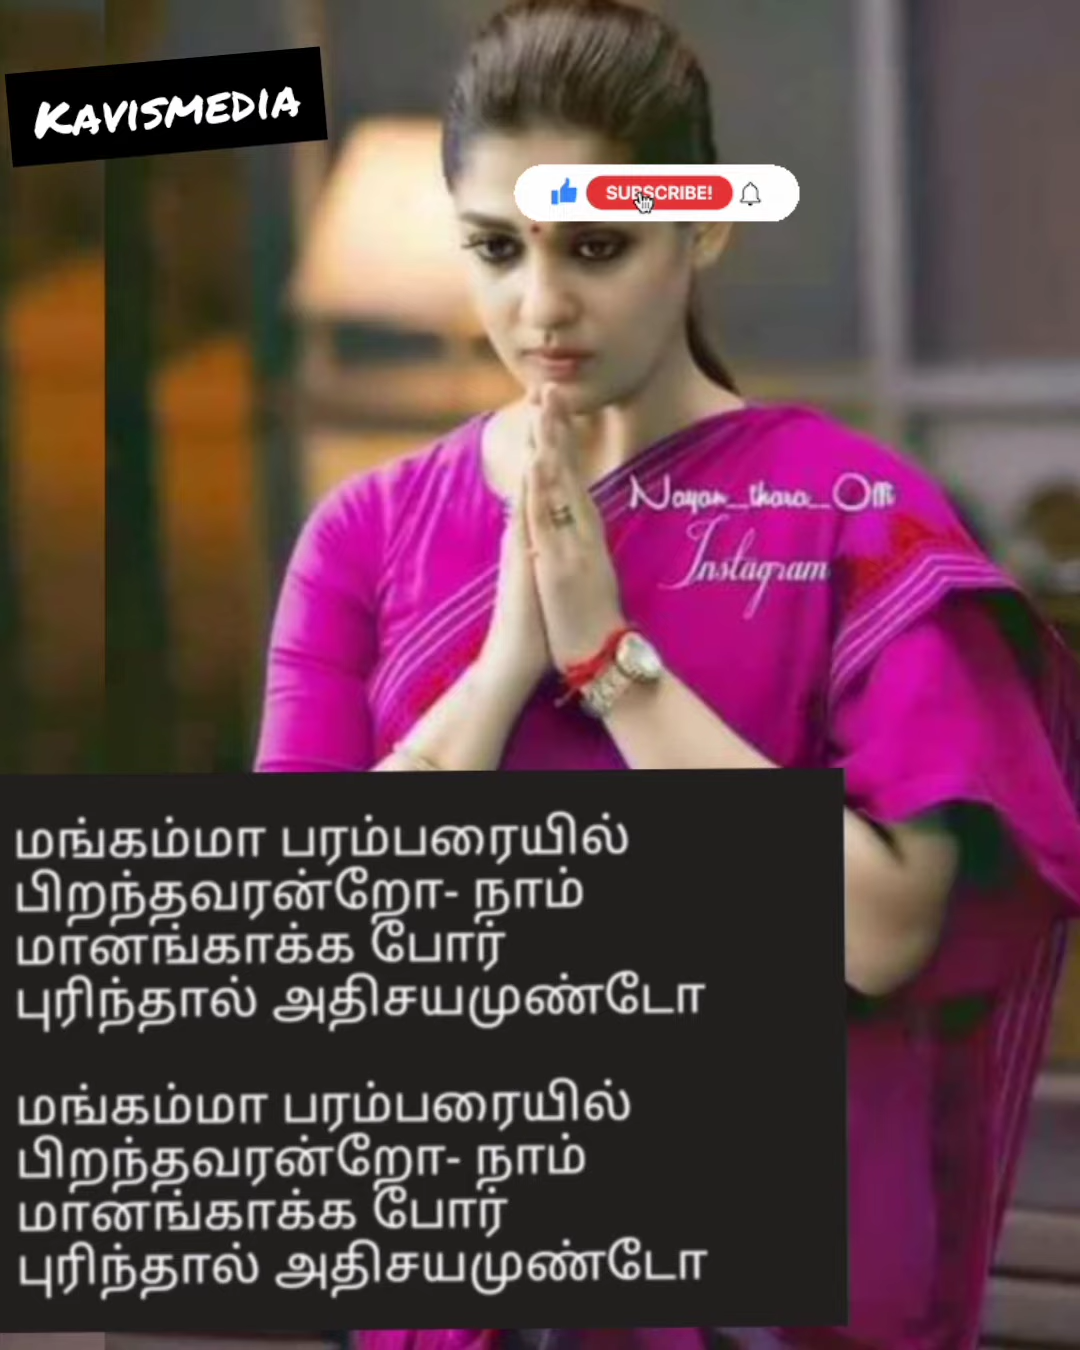 KAVISMEDIA
SUBSCRIBE!
Nayan_thara_Offi
Instagram
மங்கம்மா பரம்பரையில்
பிறந்தவரன்றோ- நாம்
மானங்காக்க போர்
புரிந்தால் அதிசயமுண்டோ
மங்கம்மா பரம்பரையில்
பிறந்தவரன்றோ- நாம்
மானங்காக்க போர்
புரிந்தால் அதிசயமுண்டோ